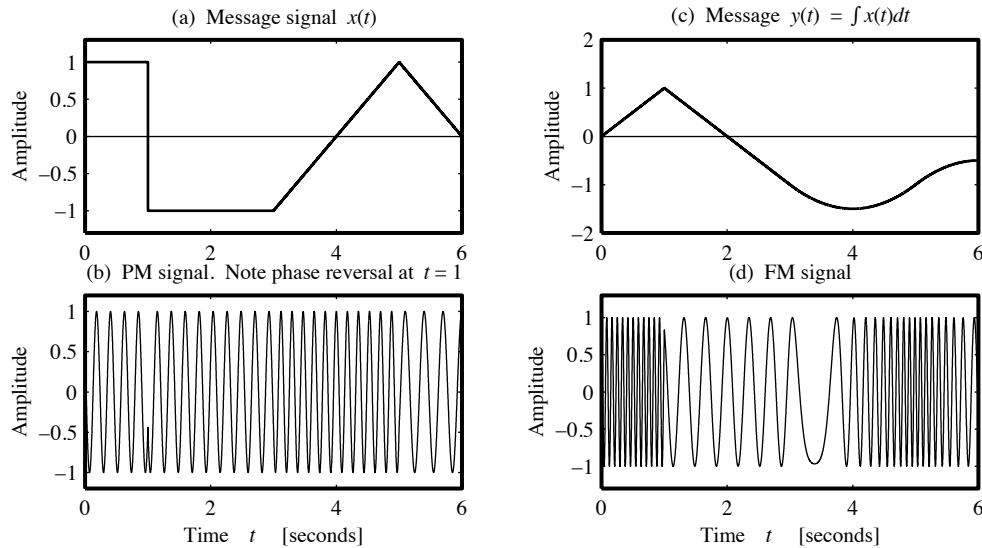 (a) Message signal x(t)
Amplitude
1
0.5
0
−0.5
−1
0 2 4 6
(c) Message y(t) = ∫ x(t)dt
Amplitude
2
1
0
−1
−2
0 2 4 6
(b) PM signal. Note phase reversal at t = 1
Amplitude
1
0.5
0
−0.5
−1
0 2 4 6
Time t [seconds]
(d) FM signal
Amplitude
1
0.5
0
−0.5
−1
0 2 4 6
Time t [seconds]